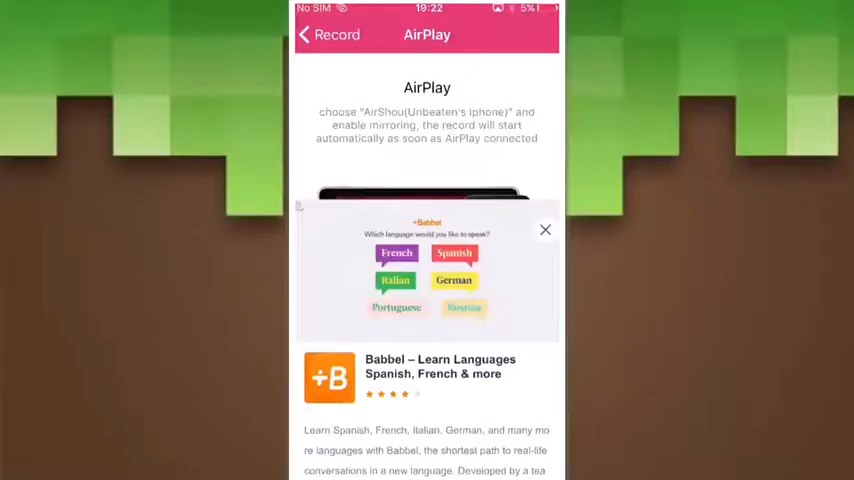 No SIM 19:22 5%
Record AirPlay
AirPlay
choose "AirShou(Unbeaten's Iphone)" and
enable mirroring, the record will start
automatically as soon as AirPlay connected
+Babbel
Which language would you like to speak?
French Spanish
Italian German
Portuguese Russian
+B
Babbel – Learn Languages
Spanish, French & more
Learn Spanish, French, Italian, German, and many mo
re languages with Babbel, the shortest path to real-life
conversations in a new language. Developed by a tea